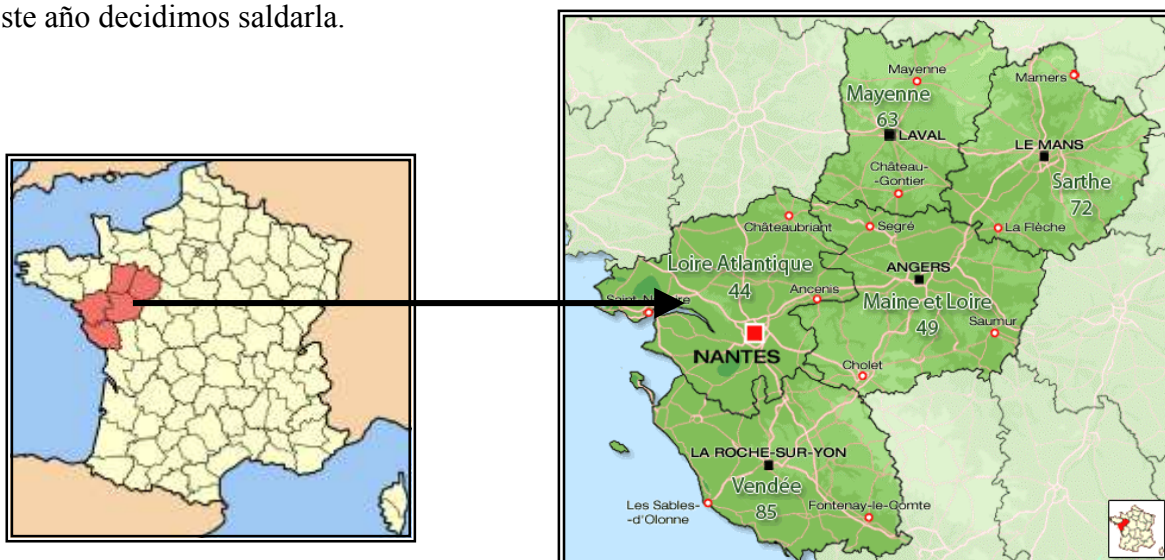 ste año decidimos saldarla.
Mayenne
Mayenne
63
LAVAL
Château-
-Gontier
Mamers
LE MANS
Sarthe
72
La Flèche
Châteaubriant
Segré
Loire Atlantique
44
Ancenis
Saint-Nazaire
NANTES
ANGERS
Maine et Loire
49
Saumur
Cholet
LA ROCHE-SUR-YON
Vendée
85
Les Sables-
-d'Olonne
Fontenay-le-Comte